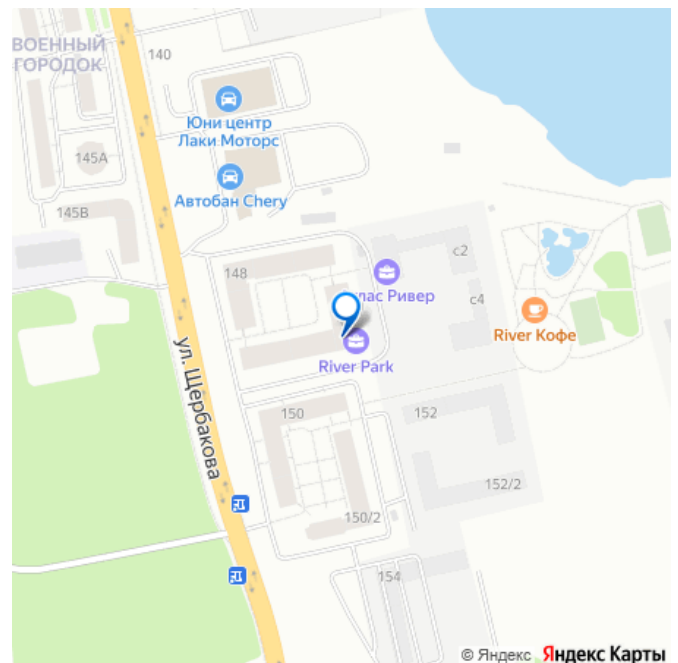 ВОЕННЫЙ
ГОРОДОК
140
Юни центр
Лаки Моторс
145А
Автобан Chery
145В
148
с2
лас Ривер
с4
River Кофе
River Park
ул. Щербакова
150
152
152/2
150/2
154
© Яндекс Яндекс Карты